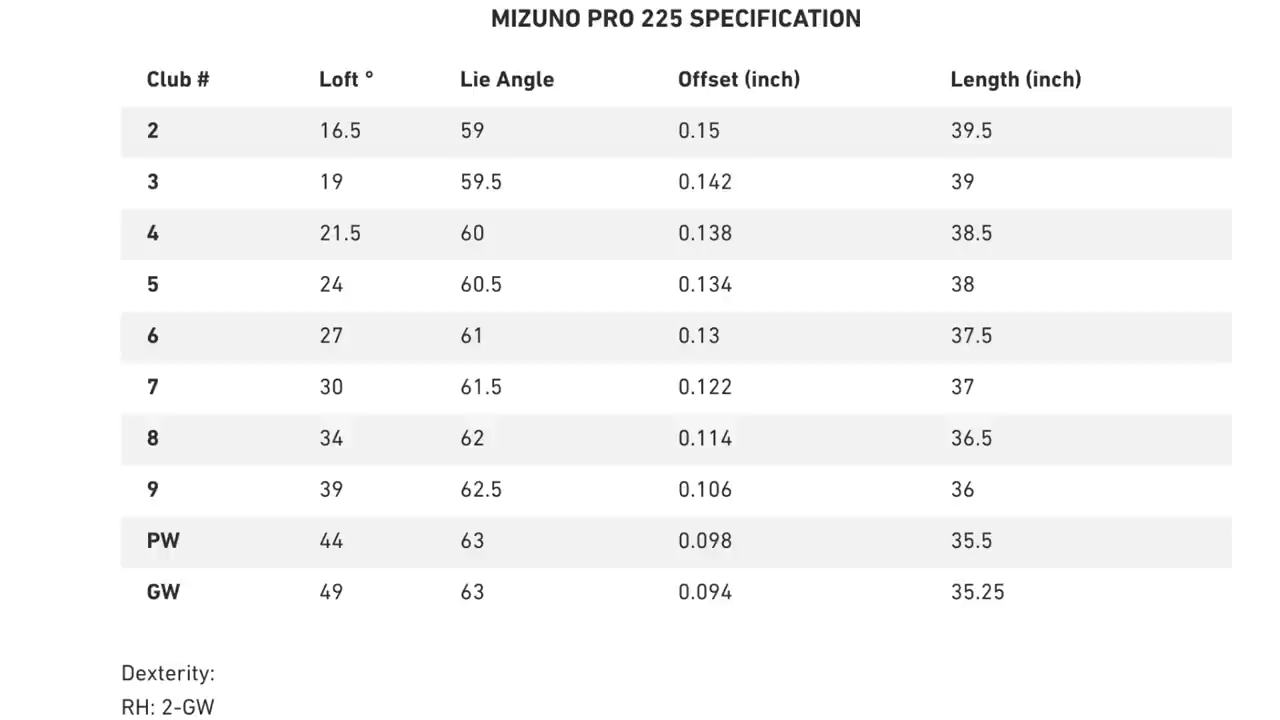 MIZUNO PRO 225 SPECIFICATION
Club # Loft ° Lie Angle Offset (inch) Length (inch)
2 16.5 59 0.15 39.5
3 19 59.5 0.142 39
4 21.5 60 0.138 38.5
5 24 60.5 0.134 38
6 27 61 0.13 37.5
7 30 61.5 0.122 37
8 34 62 0.114 36.5
9 39 62.5 0.106 36
PW 44 63 0.098 35.5
GW 49 63 0.094 35.25
Dexterity:
RH: 2-GW